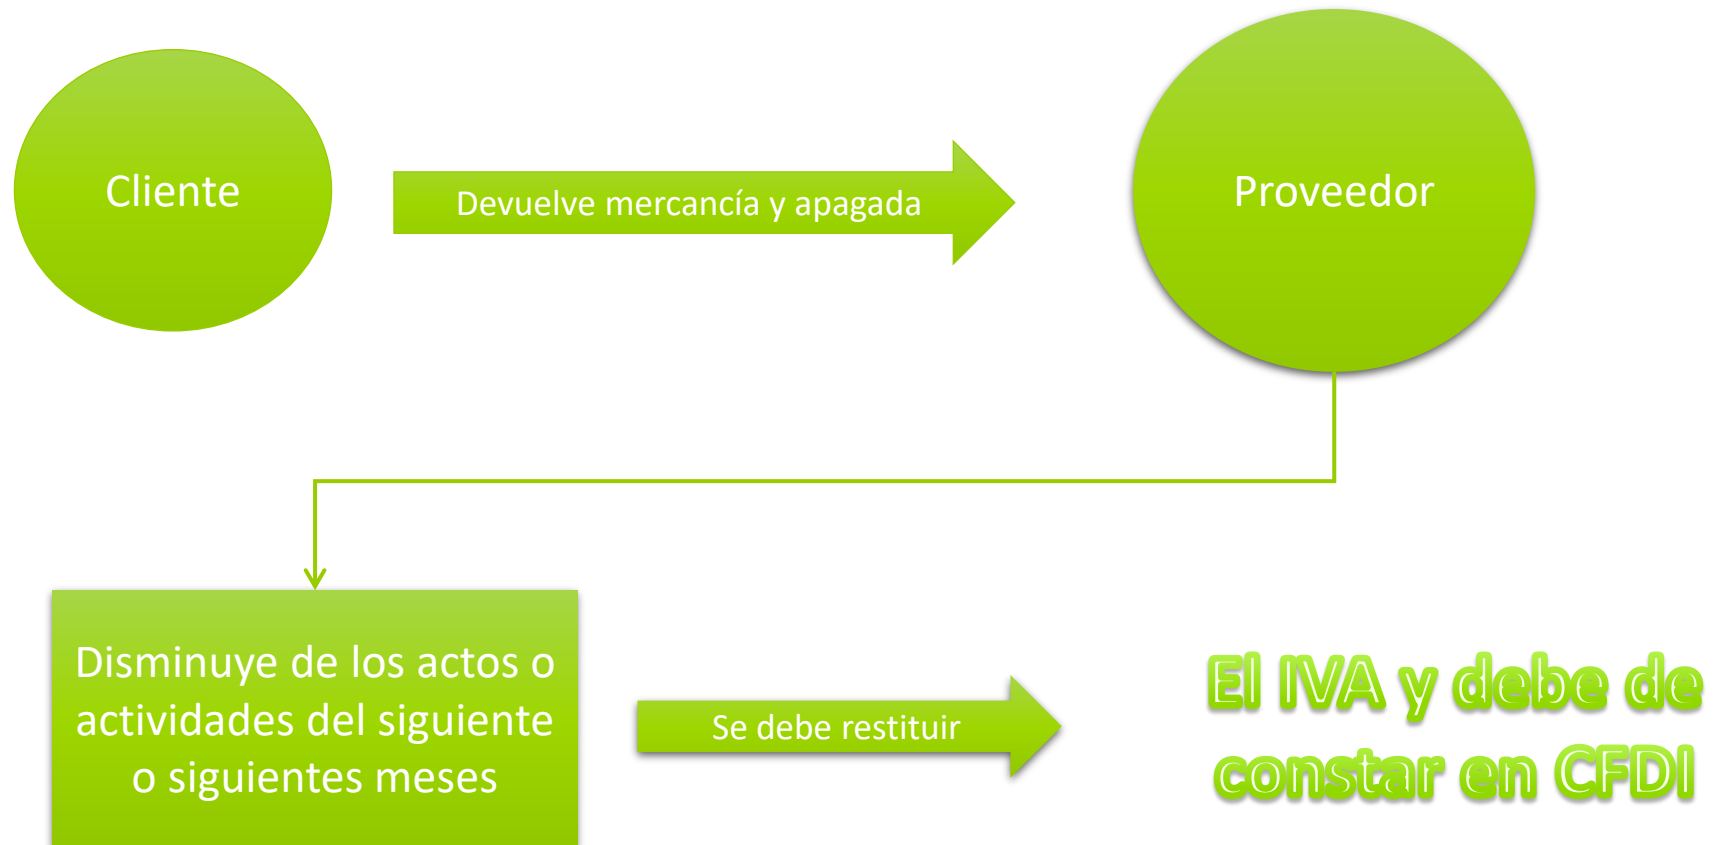 Cliente
Devuelve mercancía y apagada
Proveedor
Disminuye de los actos o
actividades del siguiente
o siguientes meses
Se debe restituir
El IVA y debe de
constar en CFDI